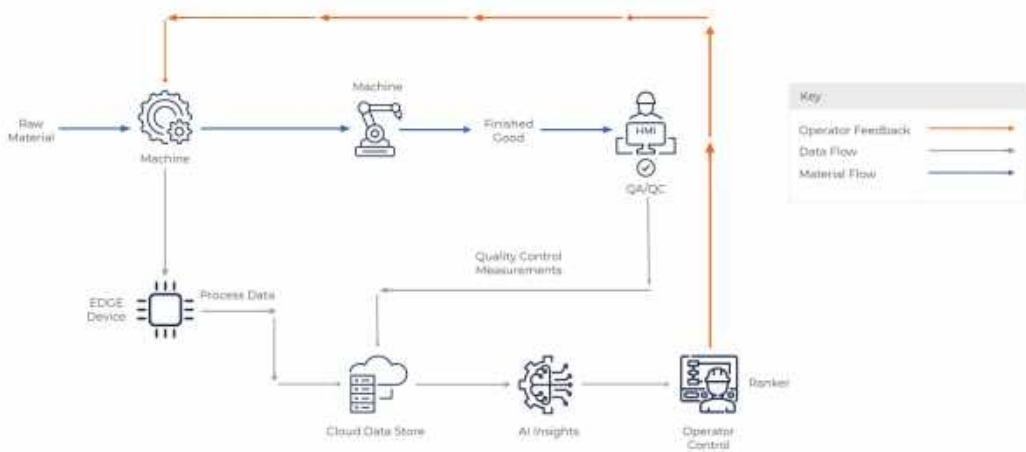 Machine
Key
Raw
Material
Finished
Good
HMI
Operator Feedback
Data Flow
Material Flow
Machine
QA/QC
Quality Control
Measurements
EDGE
Device
Process Data
Ranker
Cloud Data Store
AI Insights
Operator
Control